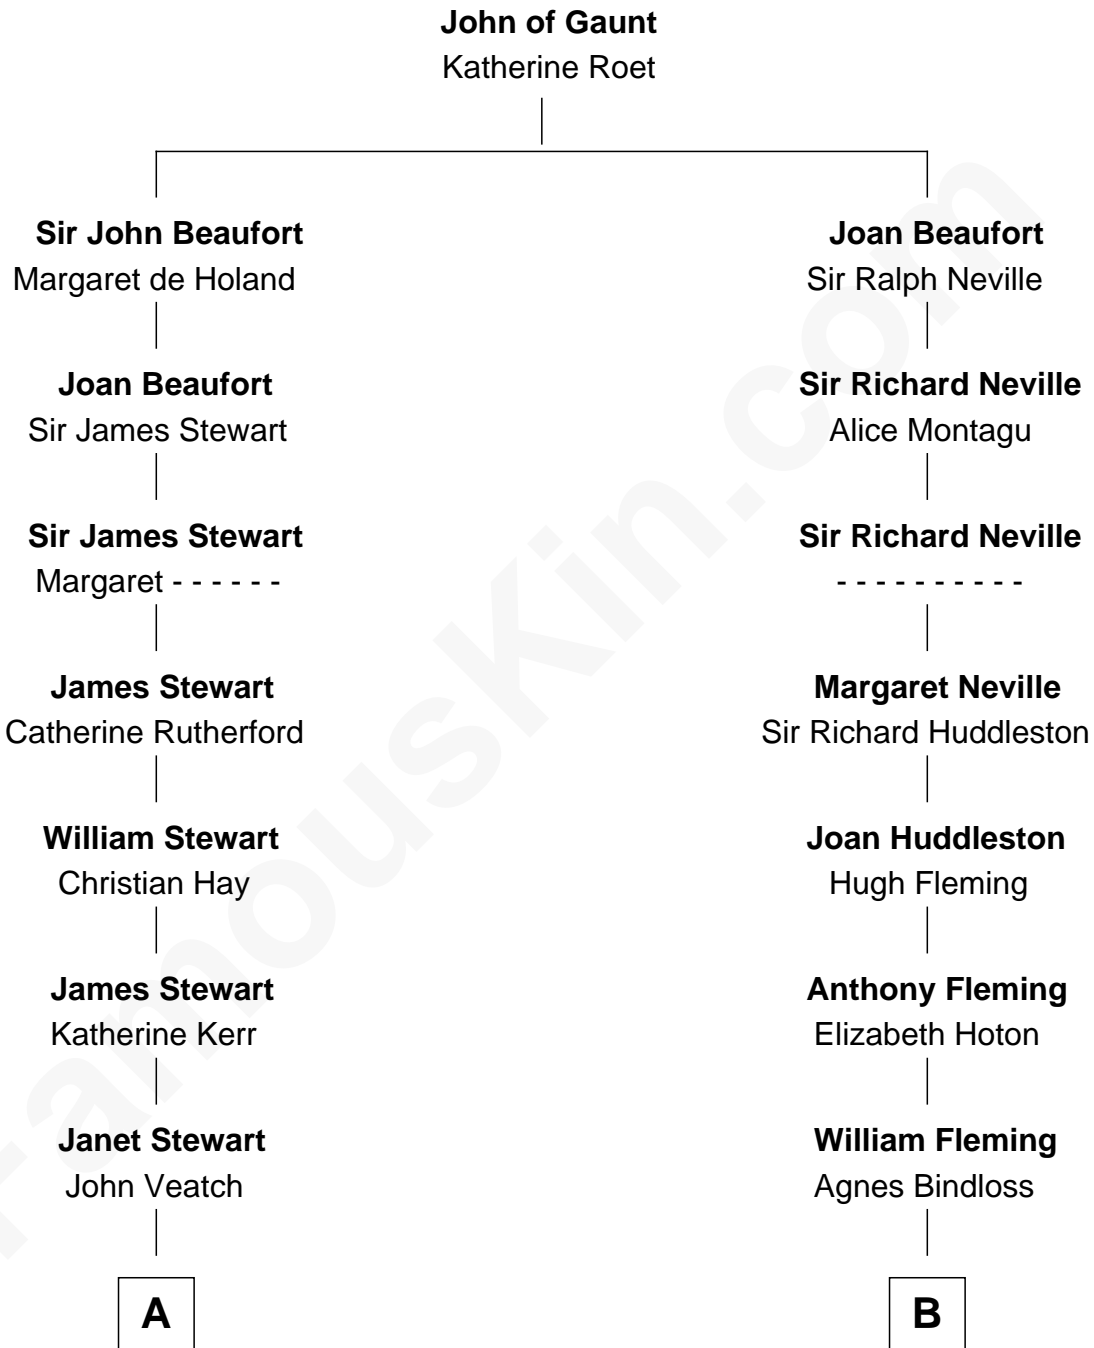 John of Gaunt
Katherine Roet
Sir John Beaufort
Margaret de Holand
Joan Beaufort
Sir James Stewart
Sir James Stewart
Margaret - - - - - -
James Stewart
Catherine Rutherford
William Stewart
Christian Hay
James Stewart
Katherine Kerr
Janet Stewart
John Veatch
A
Joan Beaufort
Sir Ralph Neville
Sir Richard Neville
Alice Montagu
Sir Richard Neville
- - - - - - - - - -
Margaret Neville
Sir Richard Huddleston
Joan Huddleston
Hugh Fleming
Anthony Fleming
Elizabeth Hoton
William Fleming
Agnes Bindloss
B
FamousKin.com